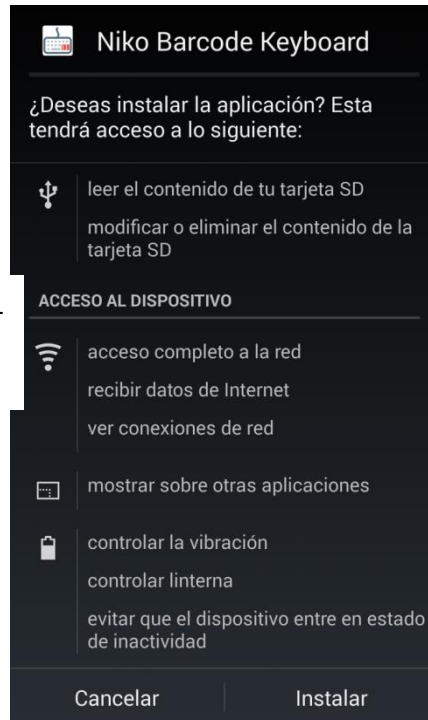 Niko Barcode Keyboard
¿Deseas instalar la aplicación? Esta
tendrá acceso a lo siguiente:
leer el contenido de tu tarjeta SD
modificar o eliminar el contenido de la
tarjeta SD
ACCESO AL DISPOSITIVO
acceso completo a la red
recibir datos de Internet
ver conexiones de red
mostrar sobre otras aplicaciones
controlar la vibración
controlar linterna
evitar que el dispositivo entre en estado
de inactividad
Cancelar
Instalar